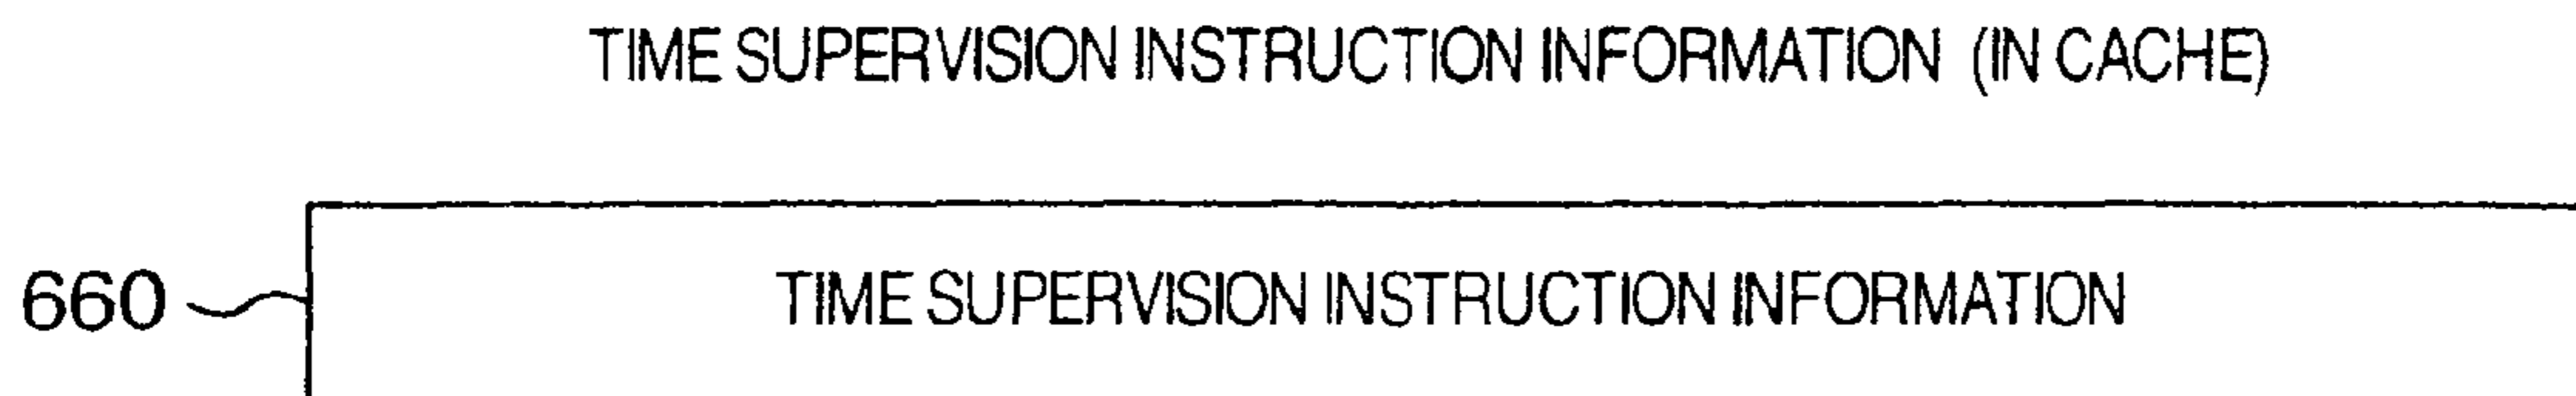 TIME SUPERVISION INSTRUCTION INFORMATION (IN CACHE)
660 TIME SUPERVISION INSTRUCTION INFORMATION